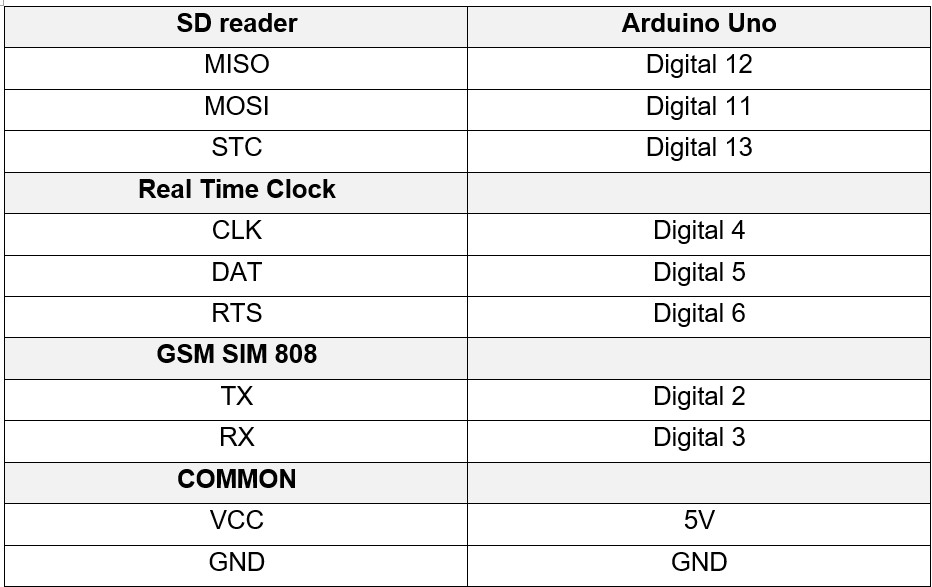 SD reader Arduino Uno
MISO Digital 12
MOSI Digital 11
STC Digital 13
Real Time Clock
CLK Digital 4
DAT Digital 5
RTS Digital 6
GSM SIM 808
TX Digital 2
RX Digital 3
COMMON
VCC 5V
GND GND